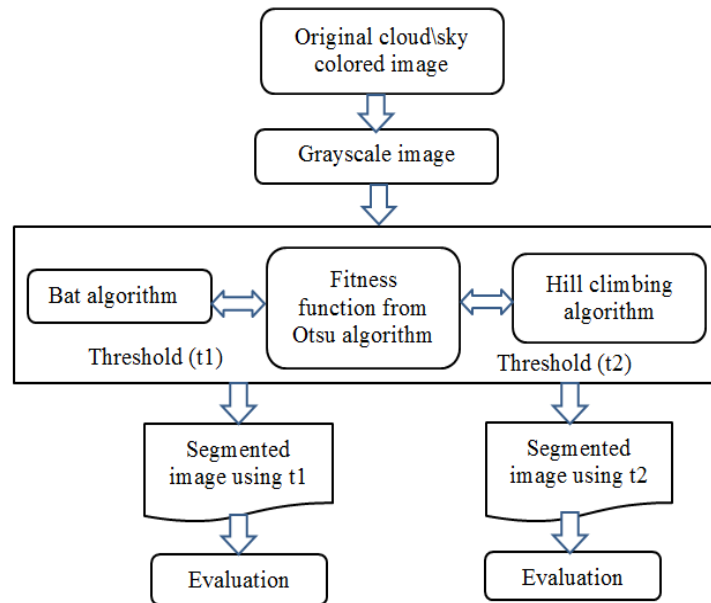 Original cloud\sky
colored image
Grayscale image
Bat algorithm
Fitness
function from
Otsu algorithm
Hill climbing
algorithm
Threshold (t1)
Threshold (t2)
Segmented
image using t1
Segmented
image using t2
Evaluation
Evaluation